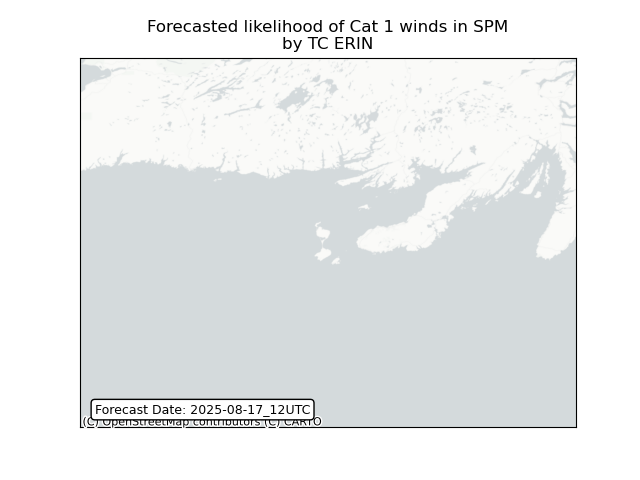 Forecasted likelihood of Cat 1 winds in SPM
by TC ERIN
Forecast Date: 2025-08-17_12UTC
(C) OpenStreetMap contributors (C) CARTO